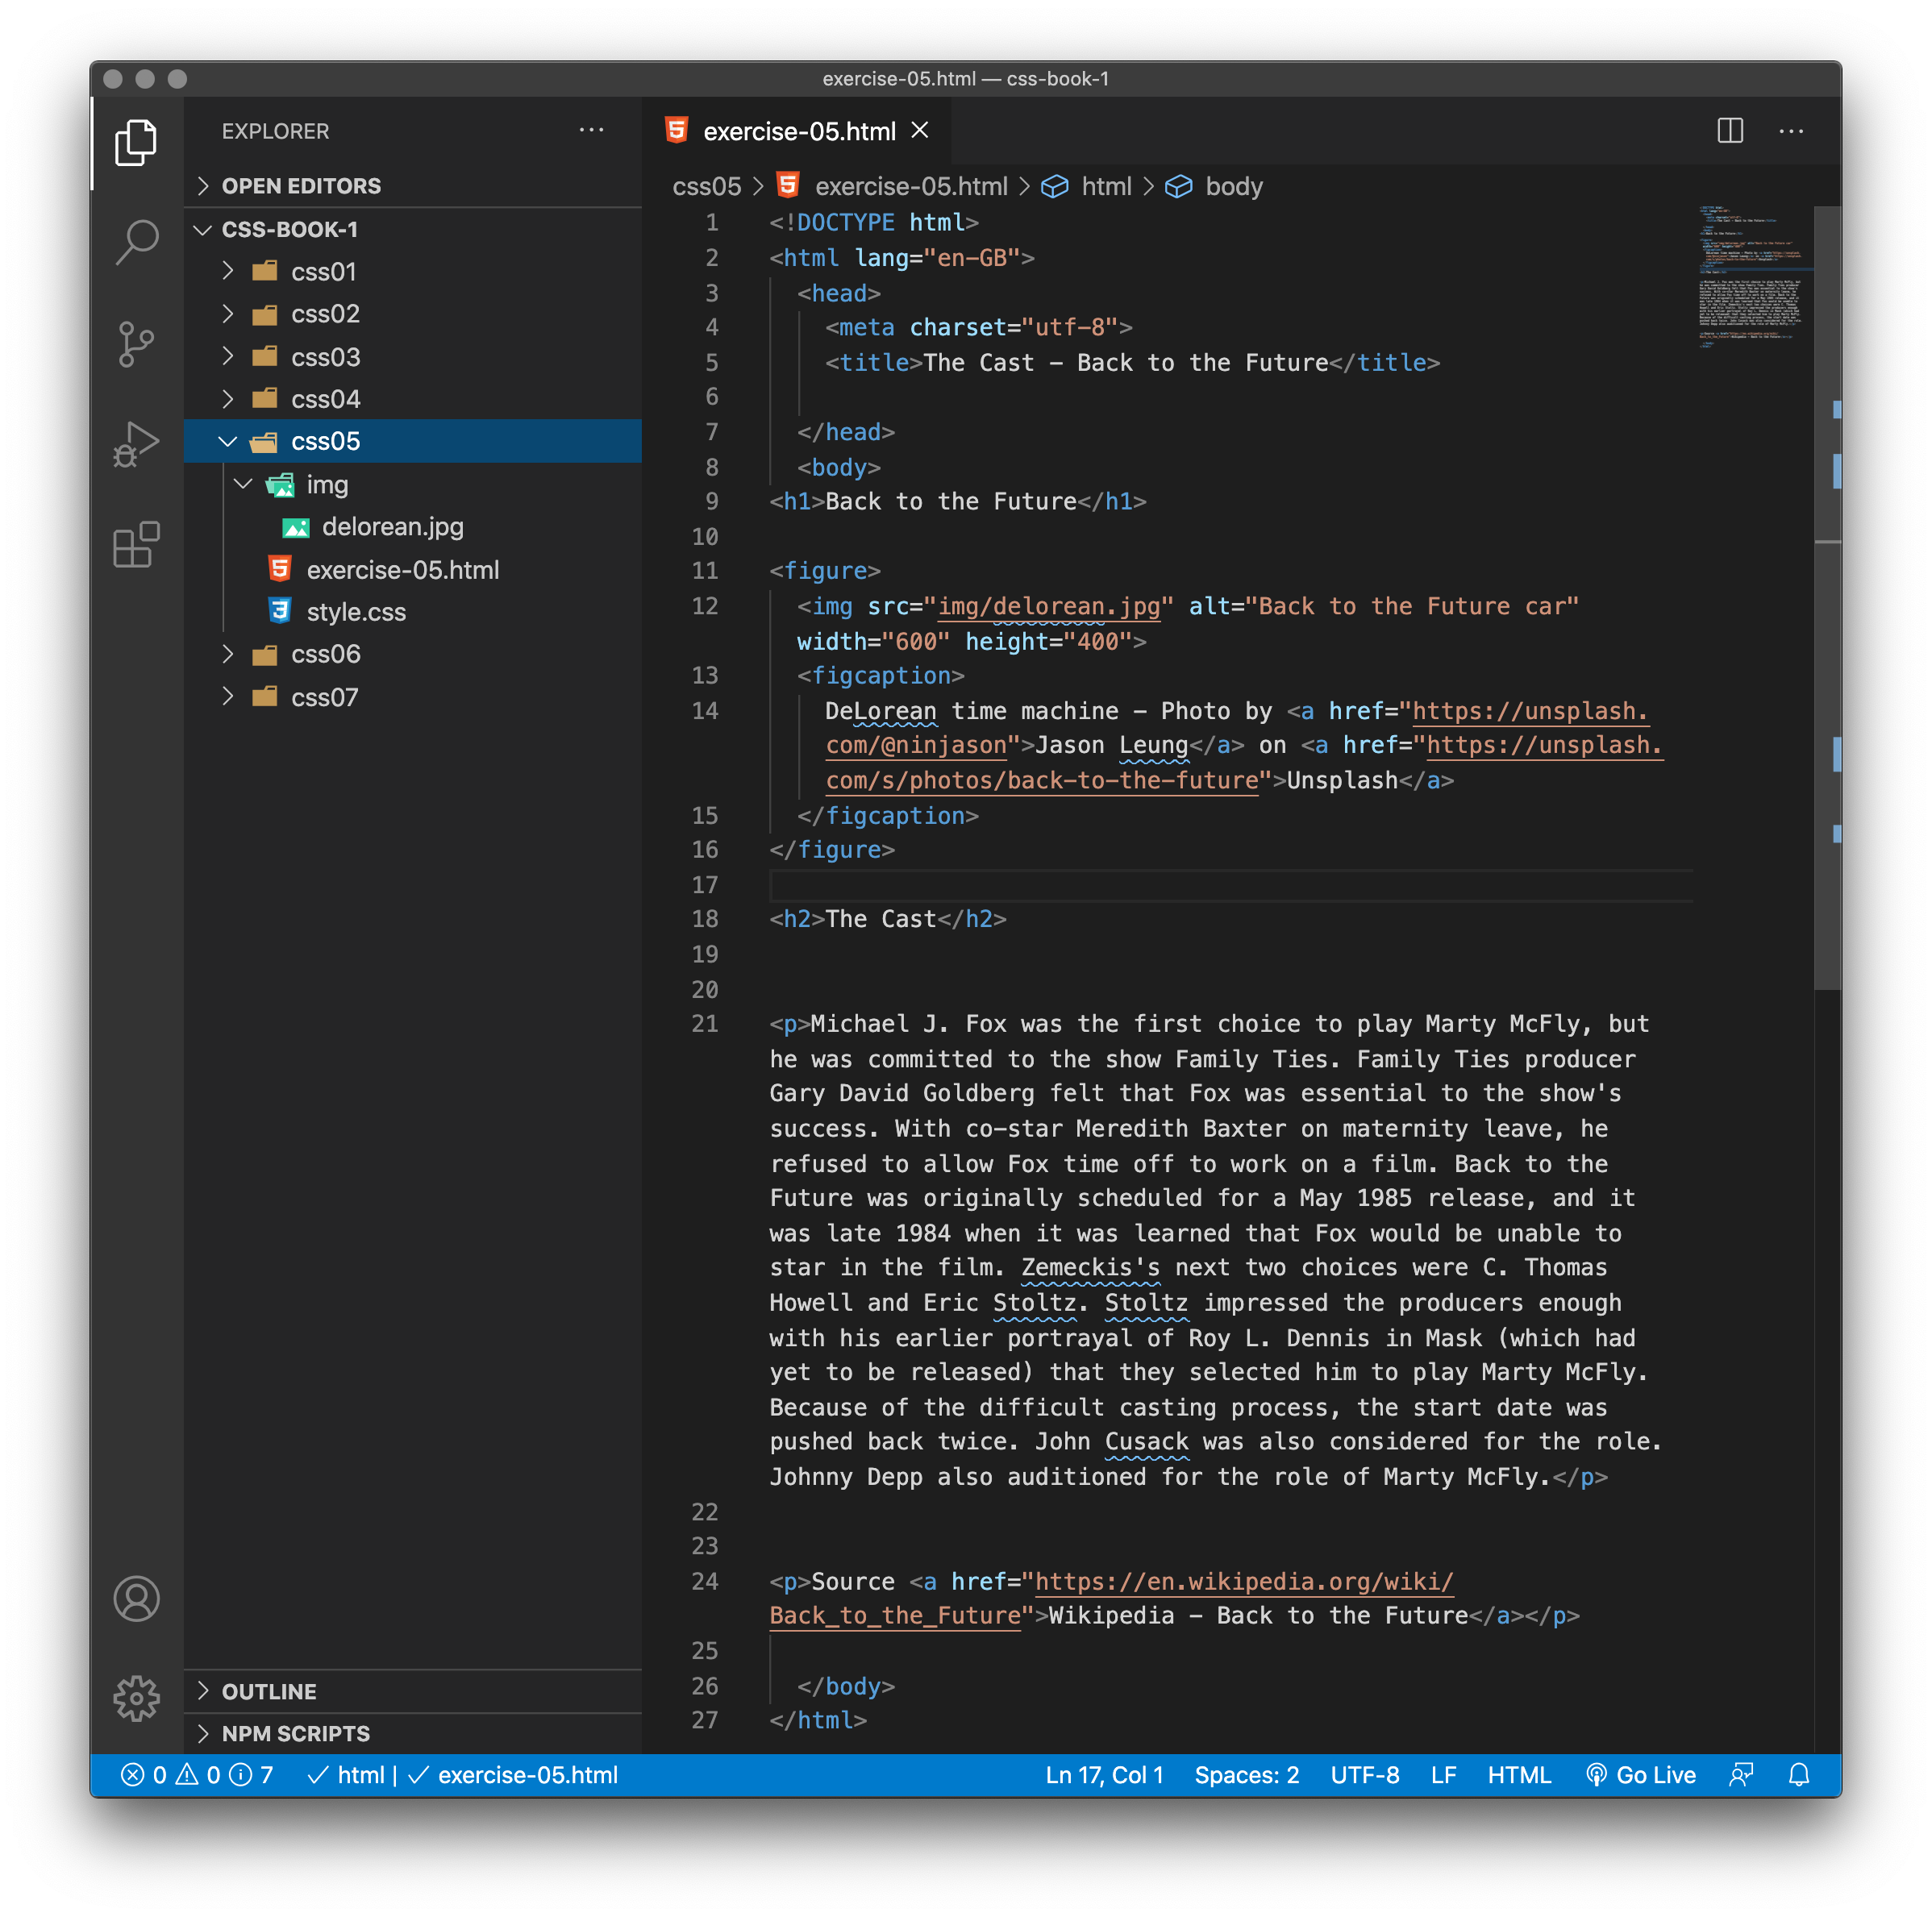 exercise-05.html — css-book-1
EXPLORER
OPEN EDITORS
CSS-BOOK-1
css01
css02
css03
css04
css05
img
delorean.jpg
exercise-05.html
style.css
css06
css07
OUTLINE
NPM SCRIPTS
exercise-05.html
css05 > exercise-05.html > html > body
1 <!DOCTYPE html>
2 <html lang="en-GB">
3 <head>
4 <meta charset="utf-8">
5 <title>The Cast – Back to the Future</title>
6
7 </head>
8 <body>
9 <h1>Back to the Future</h1>
10
11 <figure>
12 <img src="img/delorean.jpg" alt="Back to the Future car"
width="600" height="400">
13 <figcaption>
14 DeLorean time machine – Photo by <a href="https://unsplash.
com/@ninjason">Jason Leung</a> on <a href="https://unsplash.
com/s/photos/back-to-the-future">Unsplash</a>
15 </figcaption>
16 </figure>
17
18 <h2>The Cast</h2>
19
20
21 <p>Michael J. Fox was the first choice to play Marty McFly, but
he was committed to the show Family Ties. Family Ties producer
Gary David Goldberg felt that Fox was essential to the show's
success. With co-star Meredith Baxter on maternity leave, he
refused to allow Fox time off to work on a film. Back to the
Future was originally scheduled for a May 1985 release, and it
was late 1984 when it was learned that Fox would be unable to
star in the film. Zemeckis's next two choices were C. Thomas
Howell and Eric Stoltz. Stoltz impressed the producers enough
with his earlier portrayal of Roy L. Dennis in Mask (which had
yet to be released) that they selected him to play Marty McFly.
Because of the difficult casting process, the start date was
pushed back twice. John Cusack was also considered for the role.
Johnny Depp also auditioned for the role of Marty McFly.</p>
22
23
24 <p>Source <a href="https://en.wikipedia.org/wiki/
Back_to_the_Future">Wikipedia – Back to the Future</a></p>
25
26 </body>
27 </html>
0 0 7 html | exercise-05.html Ln 17, Col 1 Spaces: 2 UTF-8 LF HTML Go Live